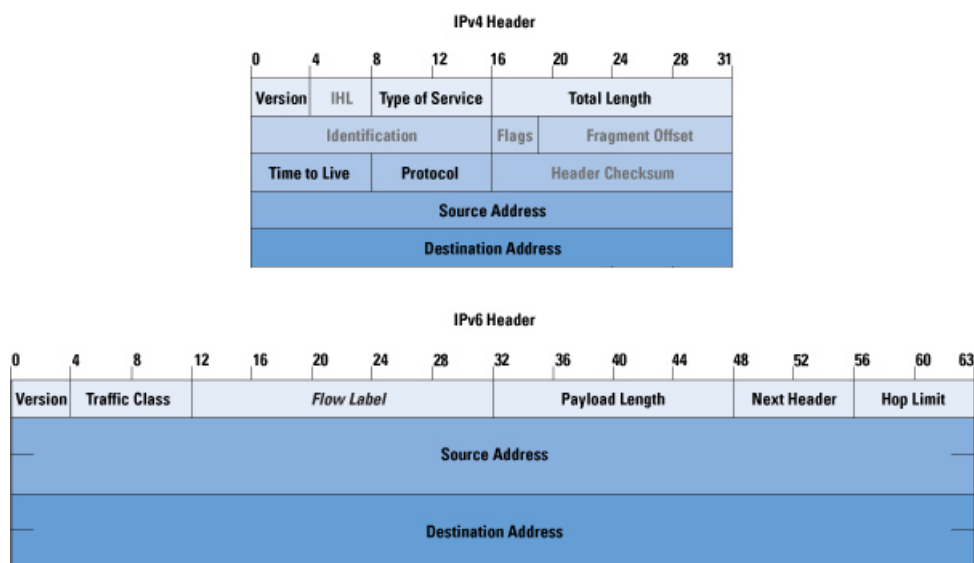 IPv4 Header
0 4 8 12 16 20 24 28 31
Version IHL Type of Service Total Length
Identification Flags Fragment Offset
Time to Live Protocol Header Checksum
Source Address
Destination Address
IPv6 Header
0 4 8 12 16 20 24 28 32 36 40 44 48 52 56 60 63
Version Traffic Class Flow Label Payload Length Next Header Hop Limit
Source Address
Destination Address